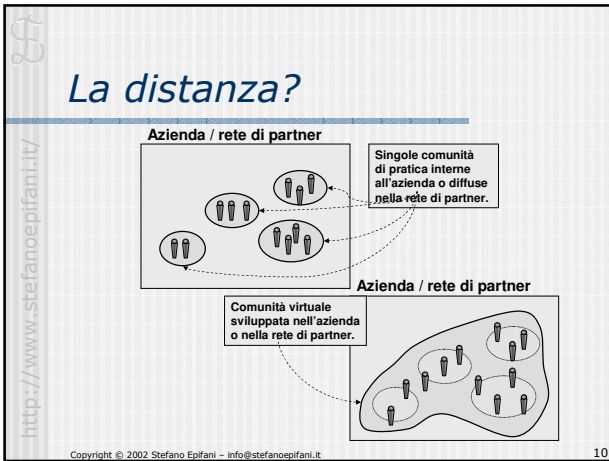 La distanza?
Azienda / rete di partner
Singole comunità
di pratica interne
all'azienda o diffuse
nella rete di partner.
Azienda / rete di partner
Comunità virtuale
sviluppata nell'azienda
o nella rete di partner.
http://www.stefanoepifani.it/
Copyright © 2002 Stefano Epifani – info@stefanoepifani.it
10